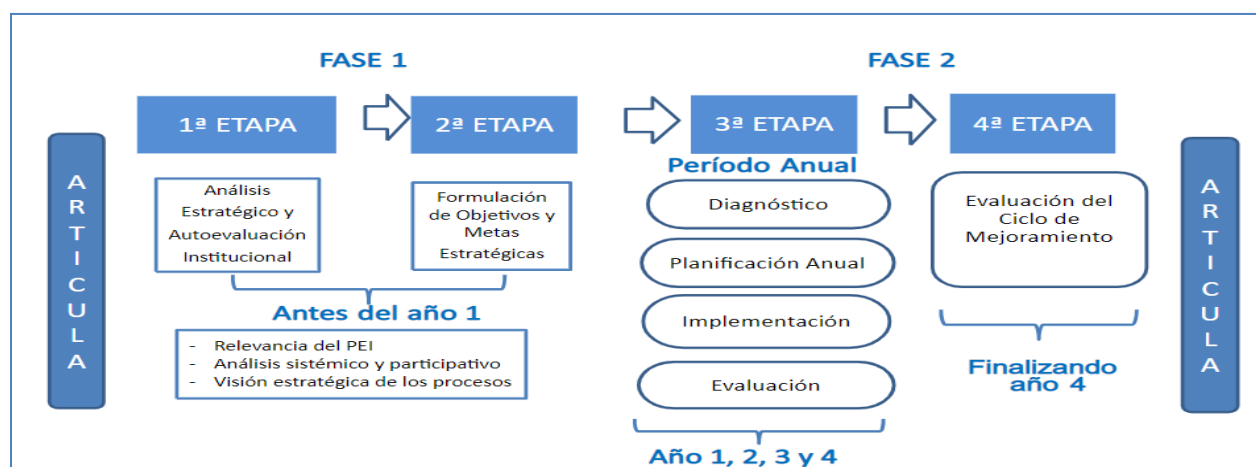 FASE 1
FASE 2
1ª ETAPA
2ª ETAPA
3ª ETAPA
4ª ETAPA
ARTICULA
Análisis
Estratégico y
Autoevaluación
Institucional
Formulación
de Objetivos y
Metas
Estratégicas
Antes del año 1
- Relevancia del PEI
- Análisis sistémico y participativo
- Visión estratégica de los procesos
Período Anual
Diagnóstico
Planificación Anual
Implementación
Evaluación
Año 1, 2, 3 y 4
Evaluación del
Ciclo de
Mejoramiento
Finalizando
año 4
ARTICULA